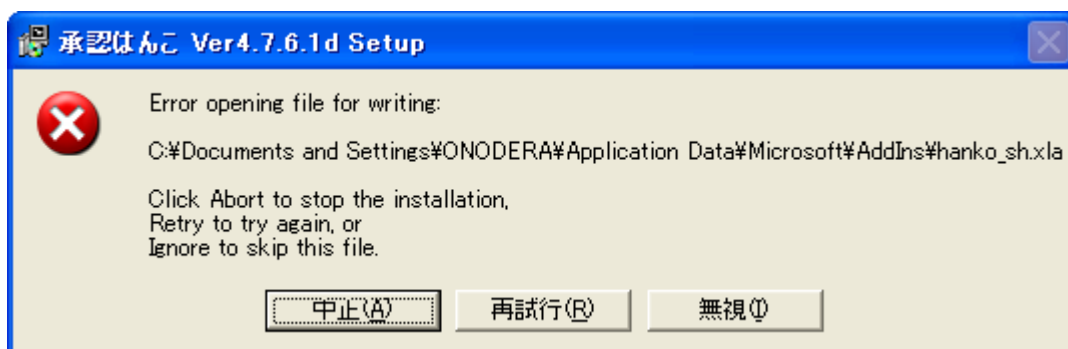 承認はんこ Ver4.7.6.1d Setup
Error opening file for writing:
C:¥Documents and Settings¥ONODERA¥Application Data¥Microsoft¥AddIns¥hanko_sh.xla
Click Abort to stop the installation,
Retry to try again, or
Ignore to skip this file.
中止(A) 再試行(R) 無視(I)